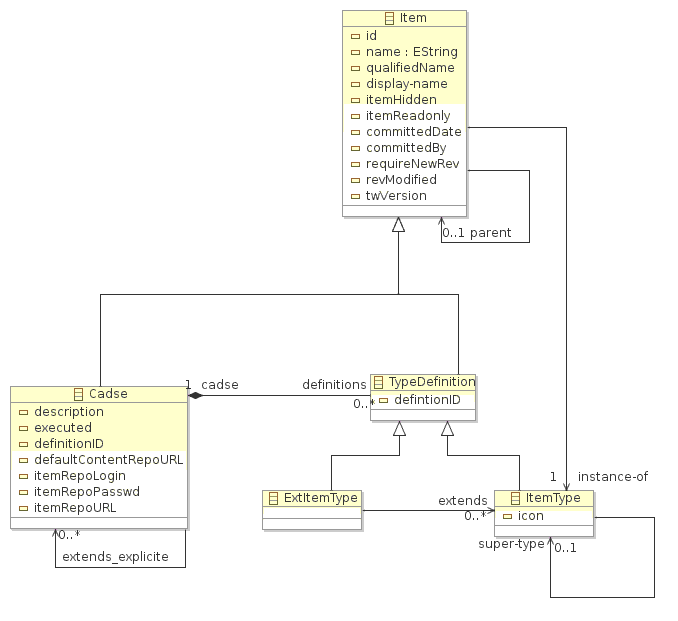 Item
id
name : EString
qualifiedName
display-name
itemHidden
itemReadonly
committedDate
committedBy
requireNewRev
revModified
twVersion
0..1 parent
Cadse
description
executed
definitionID
defaultContentRepoURL
itemRepoLogin
itemRepoPasswd
itemRepoURL
1 cadse
definitions
0..*
TypeDefinition
defintionID
0..*
extends_explicite
ExtItemType
extends
0..*
1 instance-of
ItemType
icon
super-type
0..1